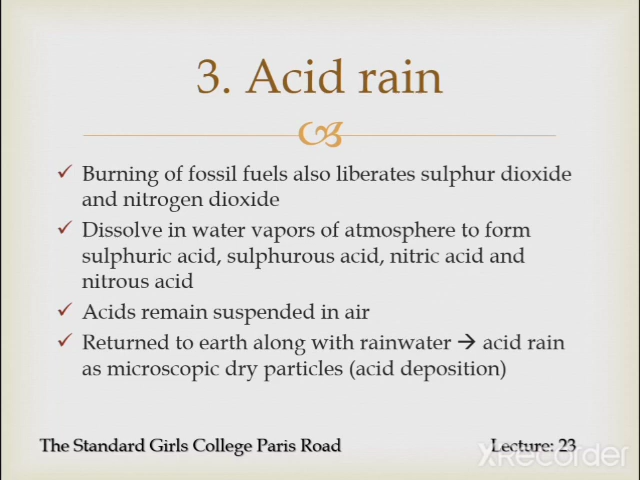 3. Acid rain
✓ Burning of fossil fuels also liberates sulphur dioxide
and nitrogen dioxide
✓ Dissolve in water vapors of atmosphere to form
sulphuric acid, sulphurous acid, nitric acid and
nitrous acid
✓ Acids remain suspended in air
✓ Returned to earth along with rainwater → acid rain
as microscopic dry particles (acid deposition)
The Standard Girls College Paris Road
Lecture: 23
XRecorder